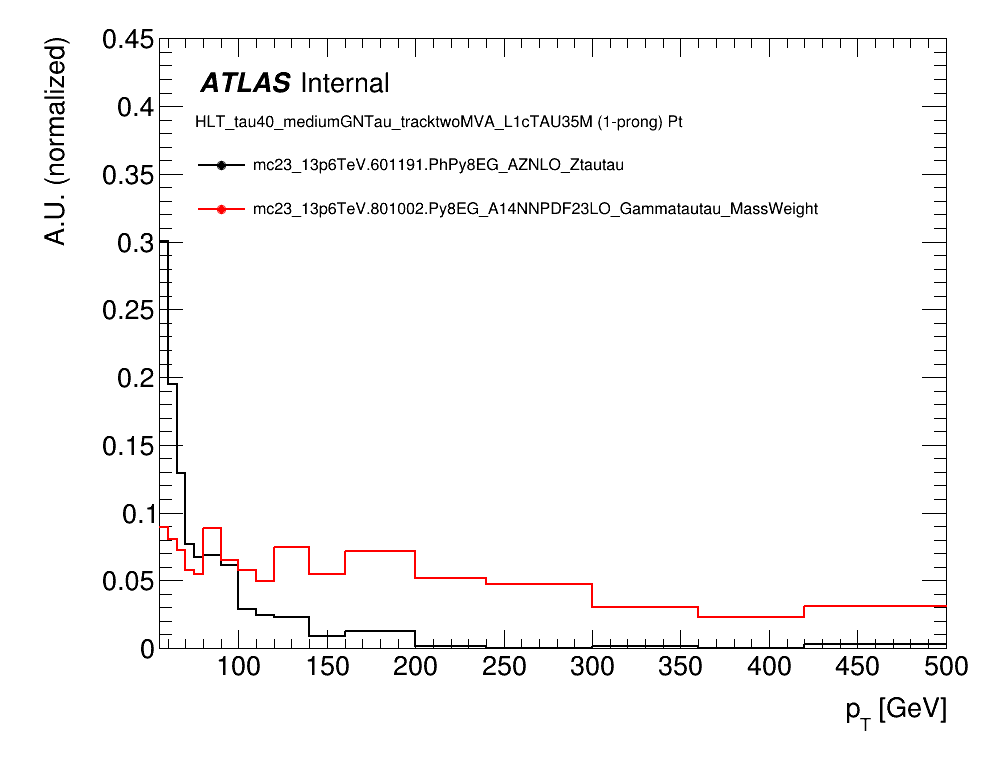 A.U. (normalized)
0.45
0.4
0.35
0.3
0.25
0.2
0.15
0.1
0.05
0
ATLAS Internal
HLT_tau40_mediumGNTau_tracktwoMVA_L1cTAU35M (1-prong) Pt
mc23_13p6TeV.601191.PhPy8EG_AZNLO_Ztautau
mc23_13p6TeV.801002.Py8EG_A14NNPDF23LO_Gammatautau_MassWeight
100 150 200 250 300 350 400 450 500
p_T [GeV]